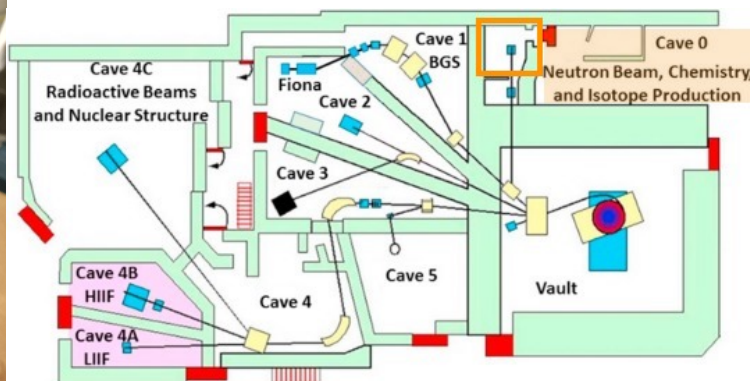 Cave 4C
Radioactive Beams
and Nuclear Structure
Fiona
Cave 1
BGS
Cave 2
Cave 3
Cave 0
Neutron Beam, Chemistry,
and Isotope Production
Cave 4B
HIIF
Cave 4A
LIIF
Cave 4
Cave 5
Vault